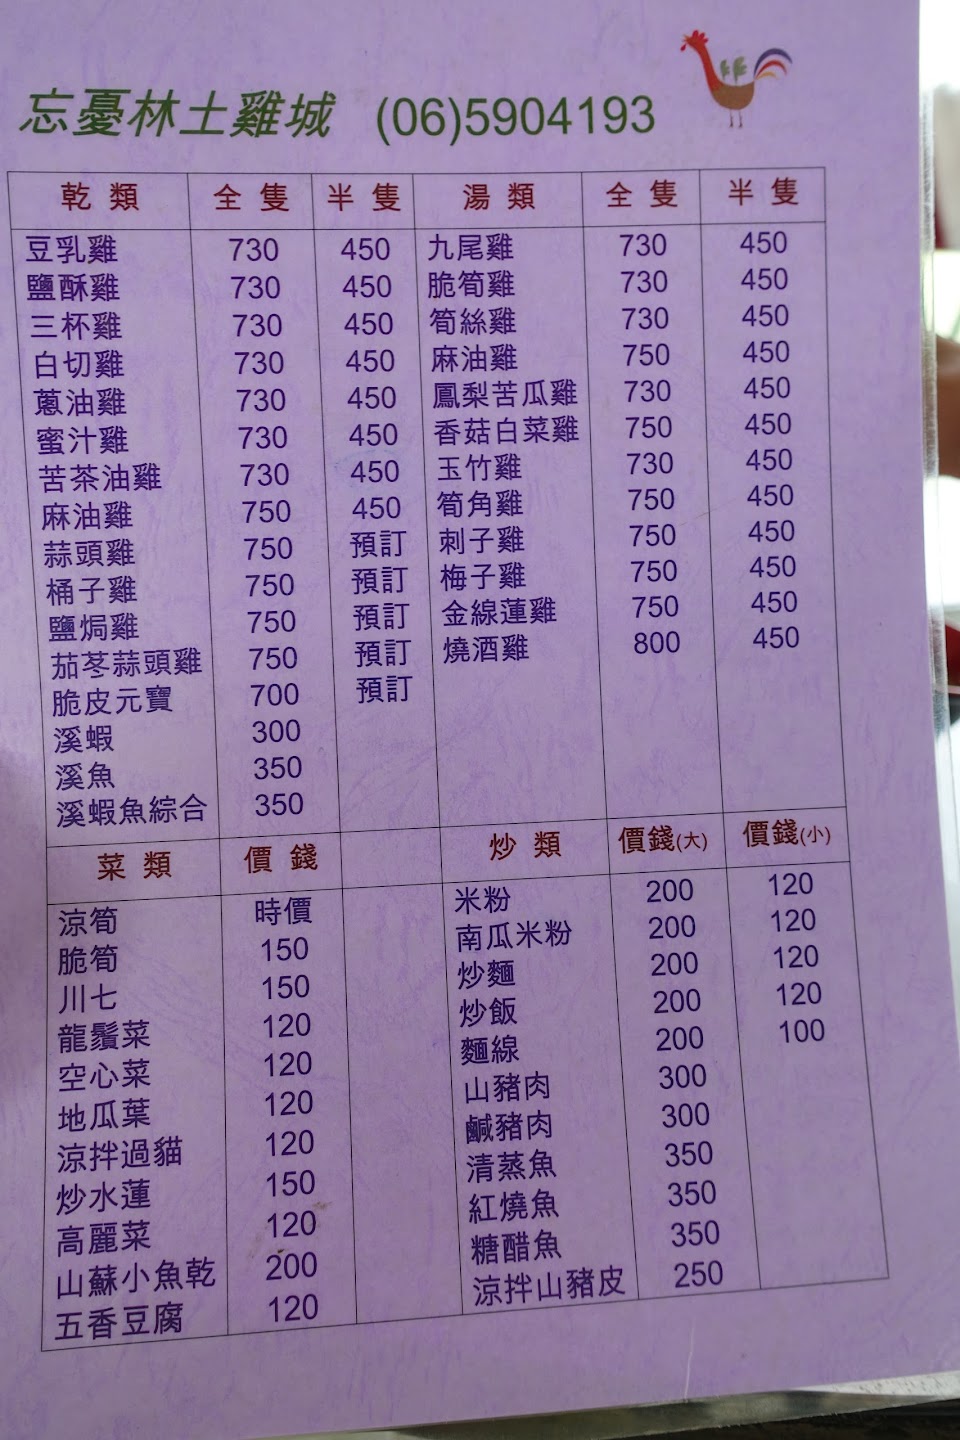 忘憂林土雞城 (06)5904193
乾類 全隻 半隻 湯類 全隻 半隻
豆乳雞 730 450 九尾雞 730 450
鹽酥雞 730 450 脆筍雞 730 450
三杯雞 730 450 筍絲雞 730 450
白切雞 730 450 麻油雞 750 450
蔥油雞 730 450 鳳梨苦瓜雞 730 450
蜜汁雞 730 450 香菇白菜雞 750 450
苦茶油雞 730 450 玉竹雞 730 450
麻油雞 750 450 筍角雞 750 450
蒜頭雞 750 預訂 刺子雞 750 450
桶子雞 750 預訂 梅子雞 750 450
鹽焗雞 750 預訂 金線蓮雞 750 450
茄苳蒜頭雞 750 預訂 燒酒雞 800 450
脆皮元寶 700 預訂
溪蝦 300
溪魚 350
溪蝦魚綜合 350
菜類 價錢 炒類 價錢(大) 價錢(小)
涼筍 時價 米粉 200 120
脆筍 150 南瓜米粉 200 120
川七 150 炒麵 200 120
龍鬚菜 120 炒飯 200 120
空心菜 120 麵線 200 100
地瓜葉 120 山豬肉 300
涼拌過貓 120 鹹豬肉 300
炒水蓮 150 清蒸魚 350
高麗菜 120 紅燒魚 350
山蘇小魚乾 200 糖醋魚 350
五香豆腐 120 涼拌山豬皮 250